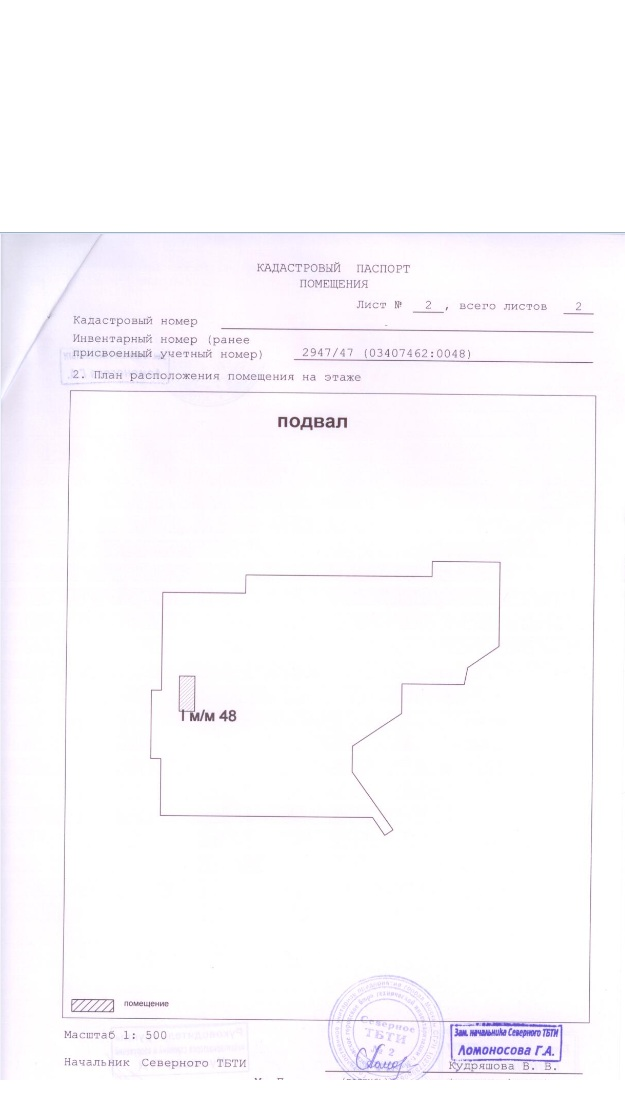 КАДАСТРОВЫЙ ПАСПОРТ
ПОМЕЩЕНИЯ
Лист № 2 , всего листов 2
Кадастровый номер
Инвентарный номер (ранее
присвоенный учетный номер) 2947/47 (03407462:0048)
2. План расположения помещения на этаже
подвал
I м/м 48
помещение
Масштаб 1: 500
Северное
ТБТИ
№ 2
Зам. начальника Северного ТБТИ
Ломоносова Г.А.
Начальник Северного ТБТИ
Кудряшова В. В.